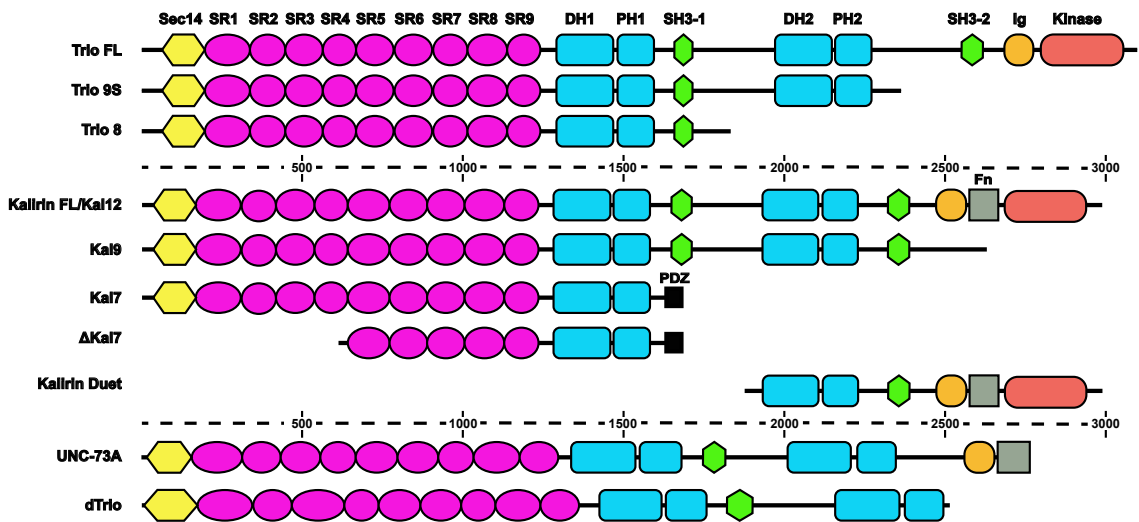 Sec14 SR1 SR2 SR3 SR4 SR5 SR6 SR7 SR8 SR9 DH1 PH1 SH3-1 DH2 PH2 SH3-2 Ig Kinase
Trio FL
Trio 9S
Trio 8
500 1000 1500 2000 2500 3000
Fn
Kalirin FL/Kal12
Kal9
PDZ
Kal7
ΔKal7
Kalirin Duet
500 1000 1500 2000 2500 3000
UNC-73A
dTrio